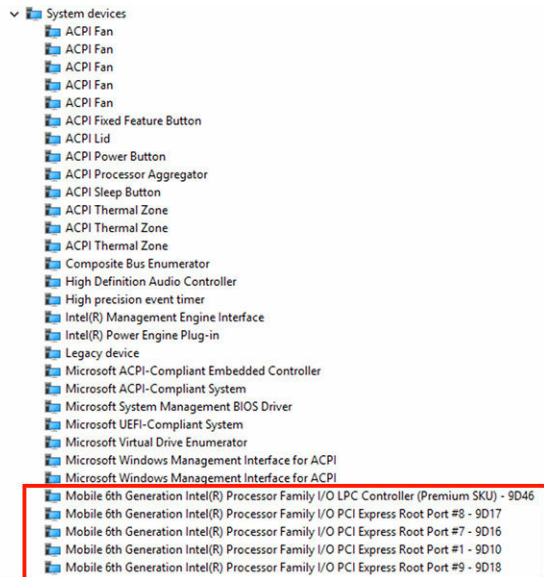 System devices
ACPI Fan
ACPI Fan
ACPI Fan
ACPI Fan
ACPI Fan
ACPI Fixed Feature Button
ACPI Lid
ACPI Power Button
ACPI Processor Aggregator
ACPI Sleep Button
ACPI Thermal Zone
ACPI Thermal Zone
ACPI Thermal Zone
Composite Bus Enumerator
High Definition Audio Controller
High precision event timer
Intel(R) Management Engine Interface
Intel(R) Power Engine Plug-in
Legacy device
Microsoft ACPI-Compliant Embedded Controller
Microsoft ACPI-Compliant System
Microsoft System Management BIOS Driver
Microsoft UEFI-Compliant System
Microsoft Virtual Drive Enumerator
Microsoft Windows Management Interface for ACPI
Microsoft Windows Management Interface for ACPI
Mobile 6th Generation Intel(R) Processor Family I/O LPC Controller (Premium SKU) - 9D46
Mobile 6th Generation Intel(R) Processor Family I/O PCI Express Root Port #8 - 9D17
Mobile 6th Generation Intel(R) Processor Family I/O PCI Express Root Port #7 - 9D16
Mobile 6th Generation Intel(R) Processor Family I/O PCI Express Root Port #1 - 9D10
Mobile 6th Generation Intel(R) Processor Family I/O PCI Express Root Port #9 - 9D18